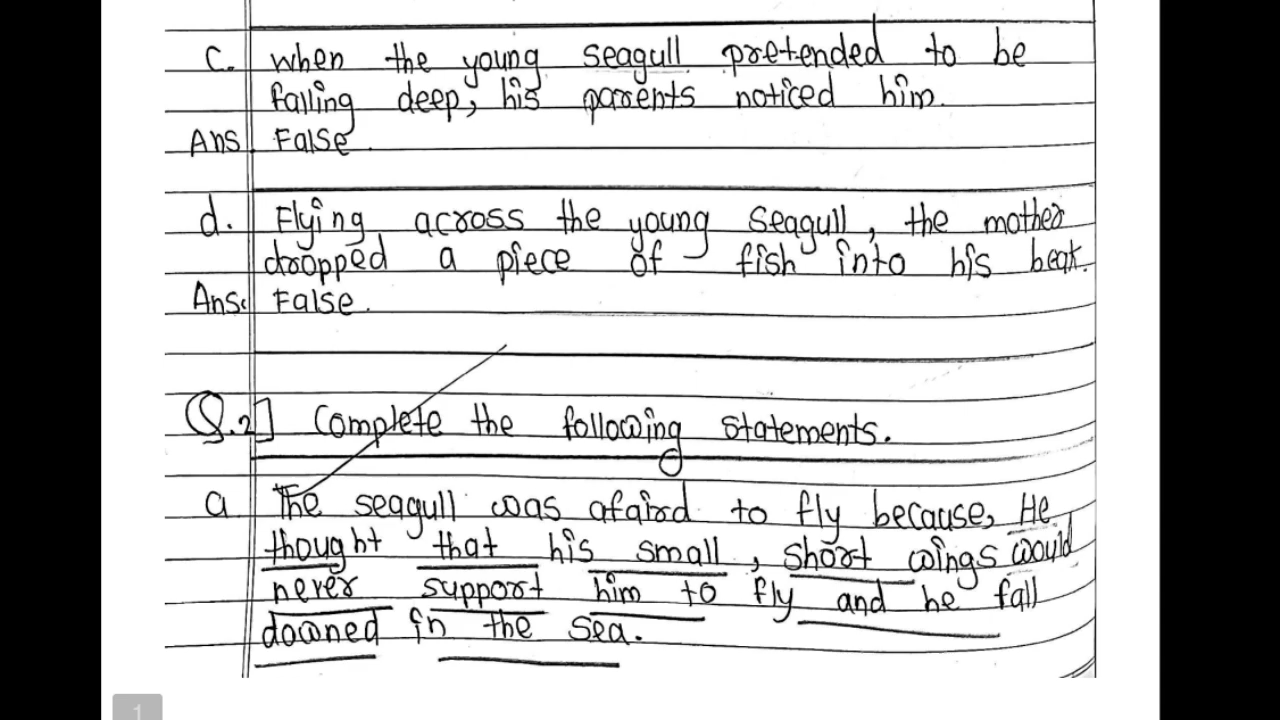 c. when the young seagull pretended to be
falling deep, his parents noticed him.
Ans. False.
d. Flying across the young seagull, the mother
dropped a piece of fish into his beak.
Ans. False.
Q.2] Complete the following statements.
a The seagull was afaird to fly because, He
thought that his small, short wings would
never support him to fly and he fall
downed in the sea.
1